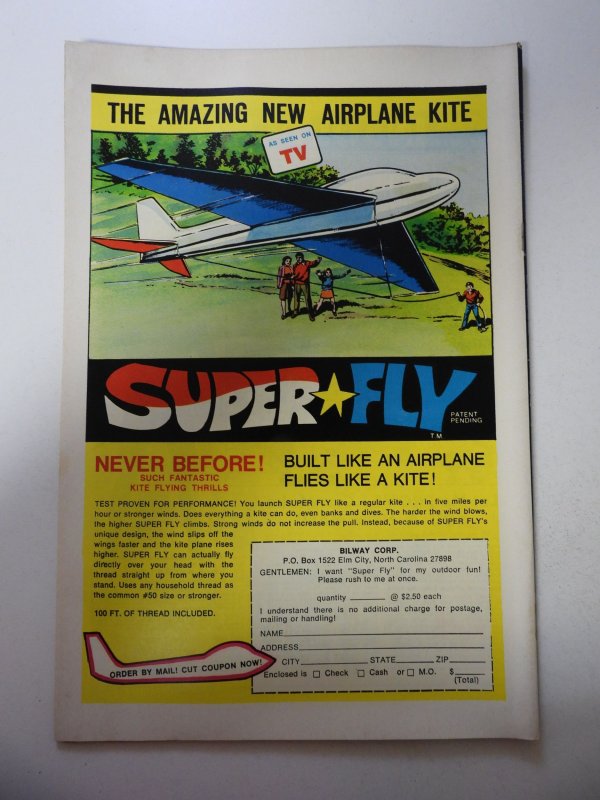 THE AMAZING NEW AIRPLANE KITE
AS SEEN ON
TV
SUPER★FLY
PATENT
PENDING
TM
NEVER BEFORE!
SUCH FANTASTIC
KITE FLYING THRILLS
BUILT LIKE AN AIRPLANE
FLIES LIKE A KITE!
TEST PROVEN FOR PERFORMANCE! You launch SUPER FLY like a regular kite . . . in five miles per
hour or stronger winds. Does everything a kite can do, even banks and dives. The harder the wind blows,
the higher SUPER FLY climbs. Strong winds do not increase the pull. Instead, because of SUPER FLY's
unique design, the wind slips off the
wings faster and the kite plane rises
higher. SUPER FLY can actually fly
directly over your head with the
thread straight up from where you
stand. Uses any household thread as
the common #50 size or stronger.
100 FT. OF THREAD INCLUDED.
ORDER BY MAIL! CUT COUPON NOW!
BILWAY CORP.
P.O. Box 1522 Elm City, North Carolina 27898
GENTLEMEN: I want "Super Fly" for my outdoor fun!
Please rush to me at once.
quantity ________ @ $2.50 each
I understand there is no additional charge for postage,
mailing or handling!
NAME________
ADDRESS________
CITY________STATE________ZIP________
Enclosed is □ Check □ Cash or □ M.O. $________
(Total)